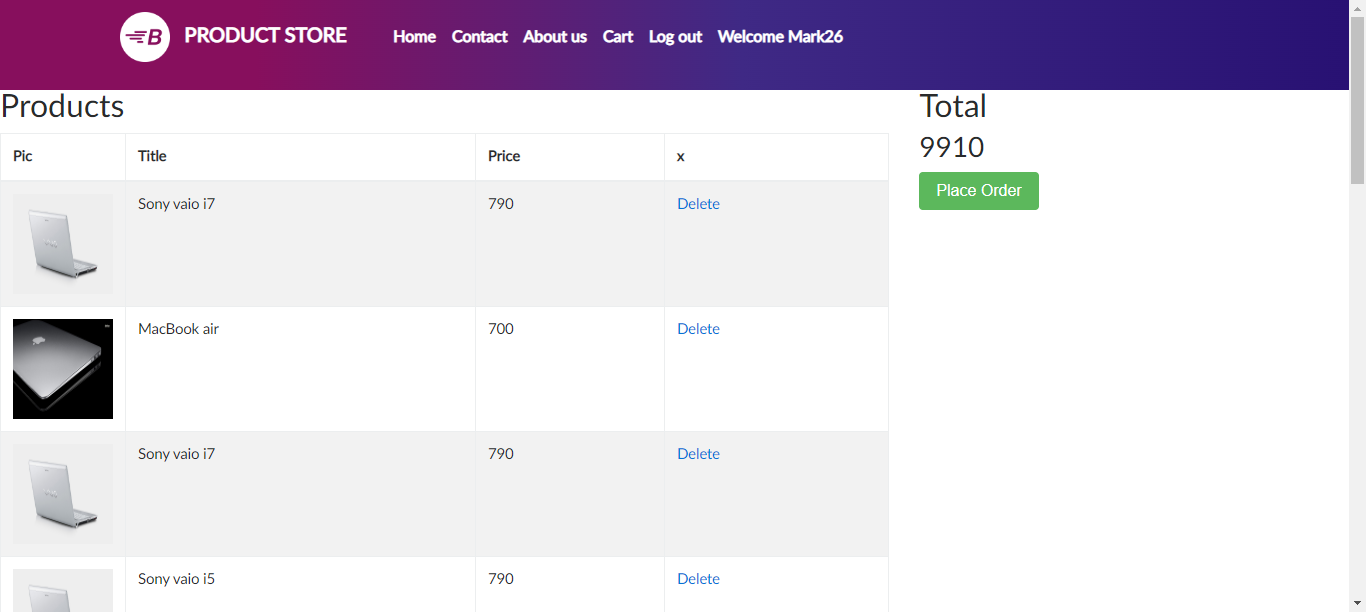 B PRODUCT STORE Home Contact About us Cart Log out Welcome Mark26
Products
Total
9910
Place Order
Pic Title Price x
Sony vaio i7 790 Delete
MacBook air 700 Delete
Sony vaio i7 790 Delete
Sony vaio i5 790 Delete